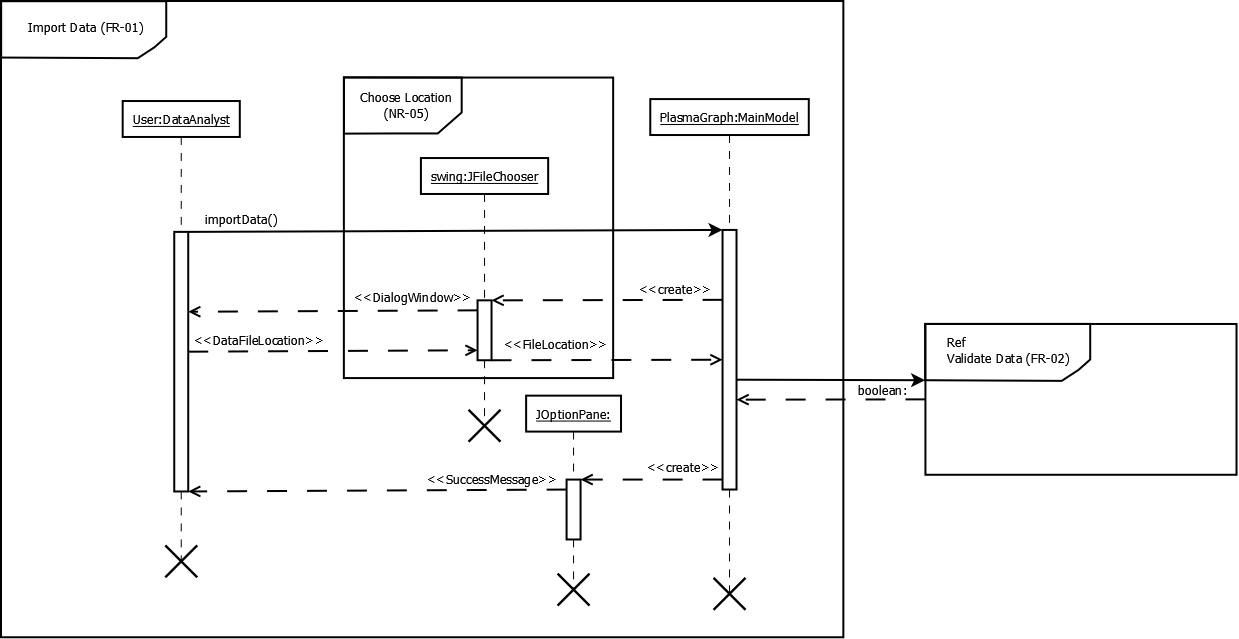 Import Data (FR-01)
Choose Location
(NR-05)
User:DataAnalyst
PlasmaGraph:MainModel
swing:JFileChooser
importData()
<<create>>
<<DialogWindow>>
<<DataFileLocation>>
<<FileLocation>>
Ref
Validate Data (FR-02)
boolean:
JOptionPane:
<<create>>
<<SuccessMessage>>